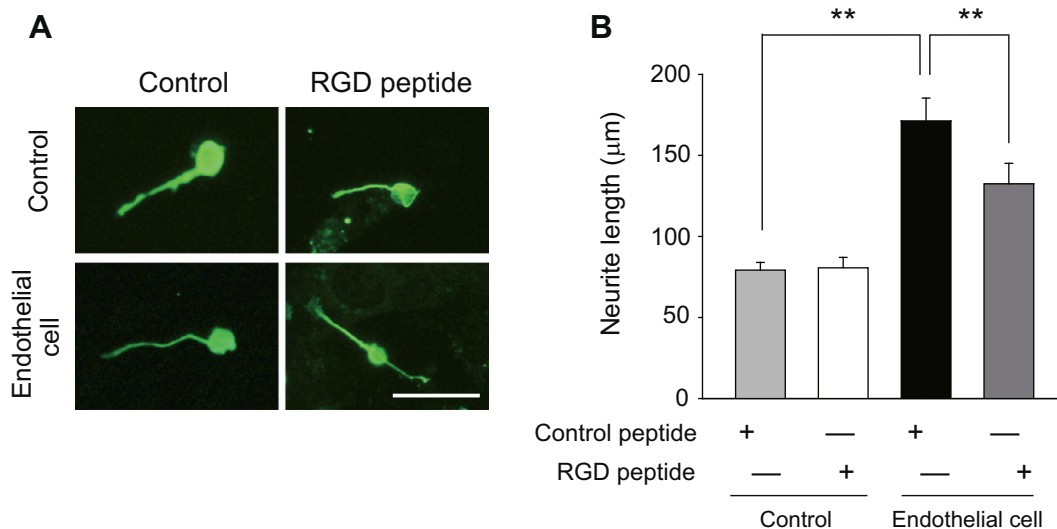 A
Control RGD peptide
Control
Endothelial
cell
B
** **
Neurite length (μm)
200
150
100
50
0
Control peptide + — + —
RGD peptide — + — +
Control Endothelial cell